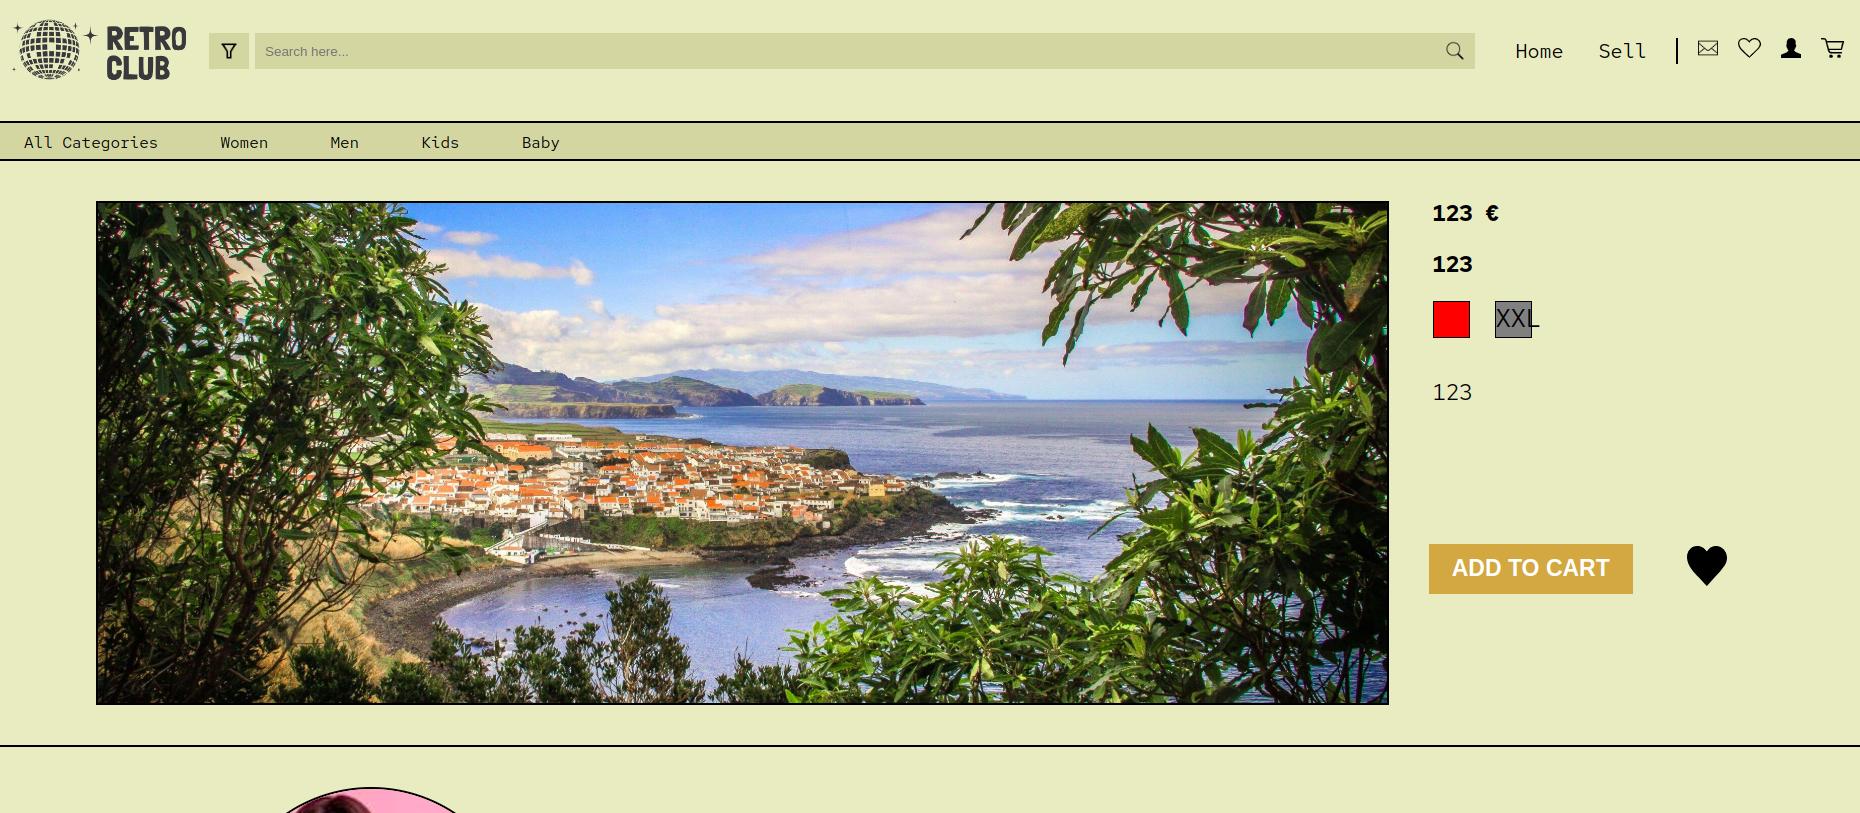 RETRO
CLUB
Search here...
Home Sell
All Categories Women Men Kids Baby
123 €
123
XXL
123
ADD TO CART